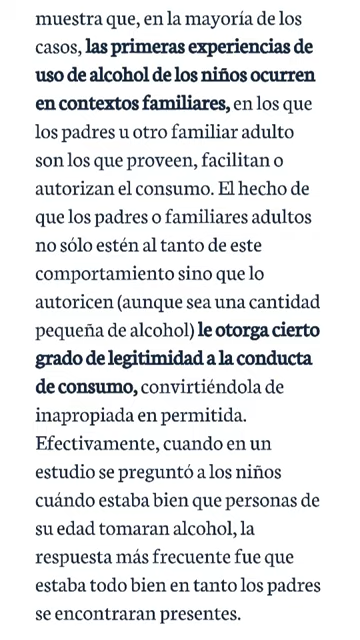 muestra que, en la mayoría de los
casos, las primeras experiencias de
uso de alcohol de los niños ocurren
en contextos familiares, en los que
los padres u otro familiar adulto
son los que proveen, facilitan o
autorizan el consumo. El hecho de
que los padres o familiares adultos
no sólo estén al tanto de este
comportamiento sino que lo
autoricen (aunque sea una cantidad
pequeña de alcohol) le otorga cierto
grado de legitimidad a la conducta
de consumo, convirtiéndola de
inapropiada en permitida.
Efectivamente, cuando en un
estudio se preguntó a los niños
cuándo estaba bien que personas de
su edad tomaran alcohol, la
respuesta más frecuente fue que
estaba todo bien en tanto los padres
se encontraran presentes.